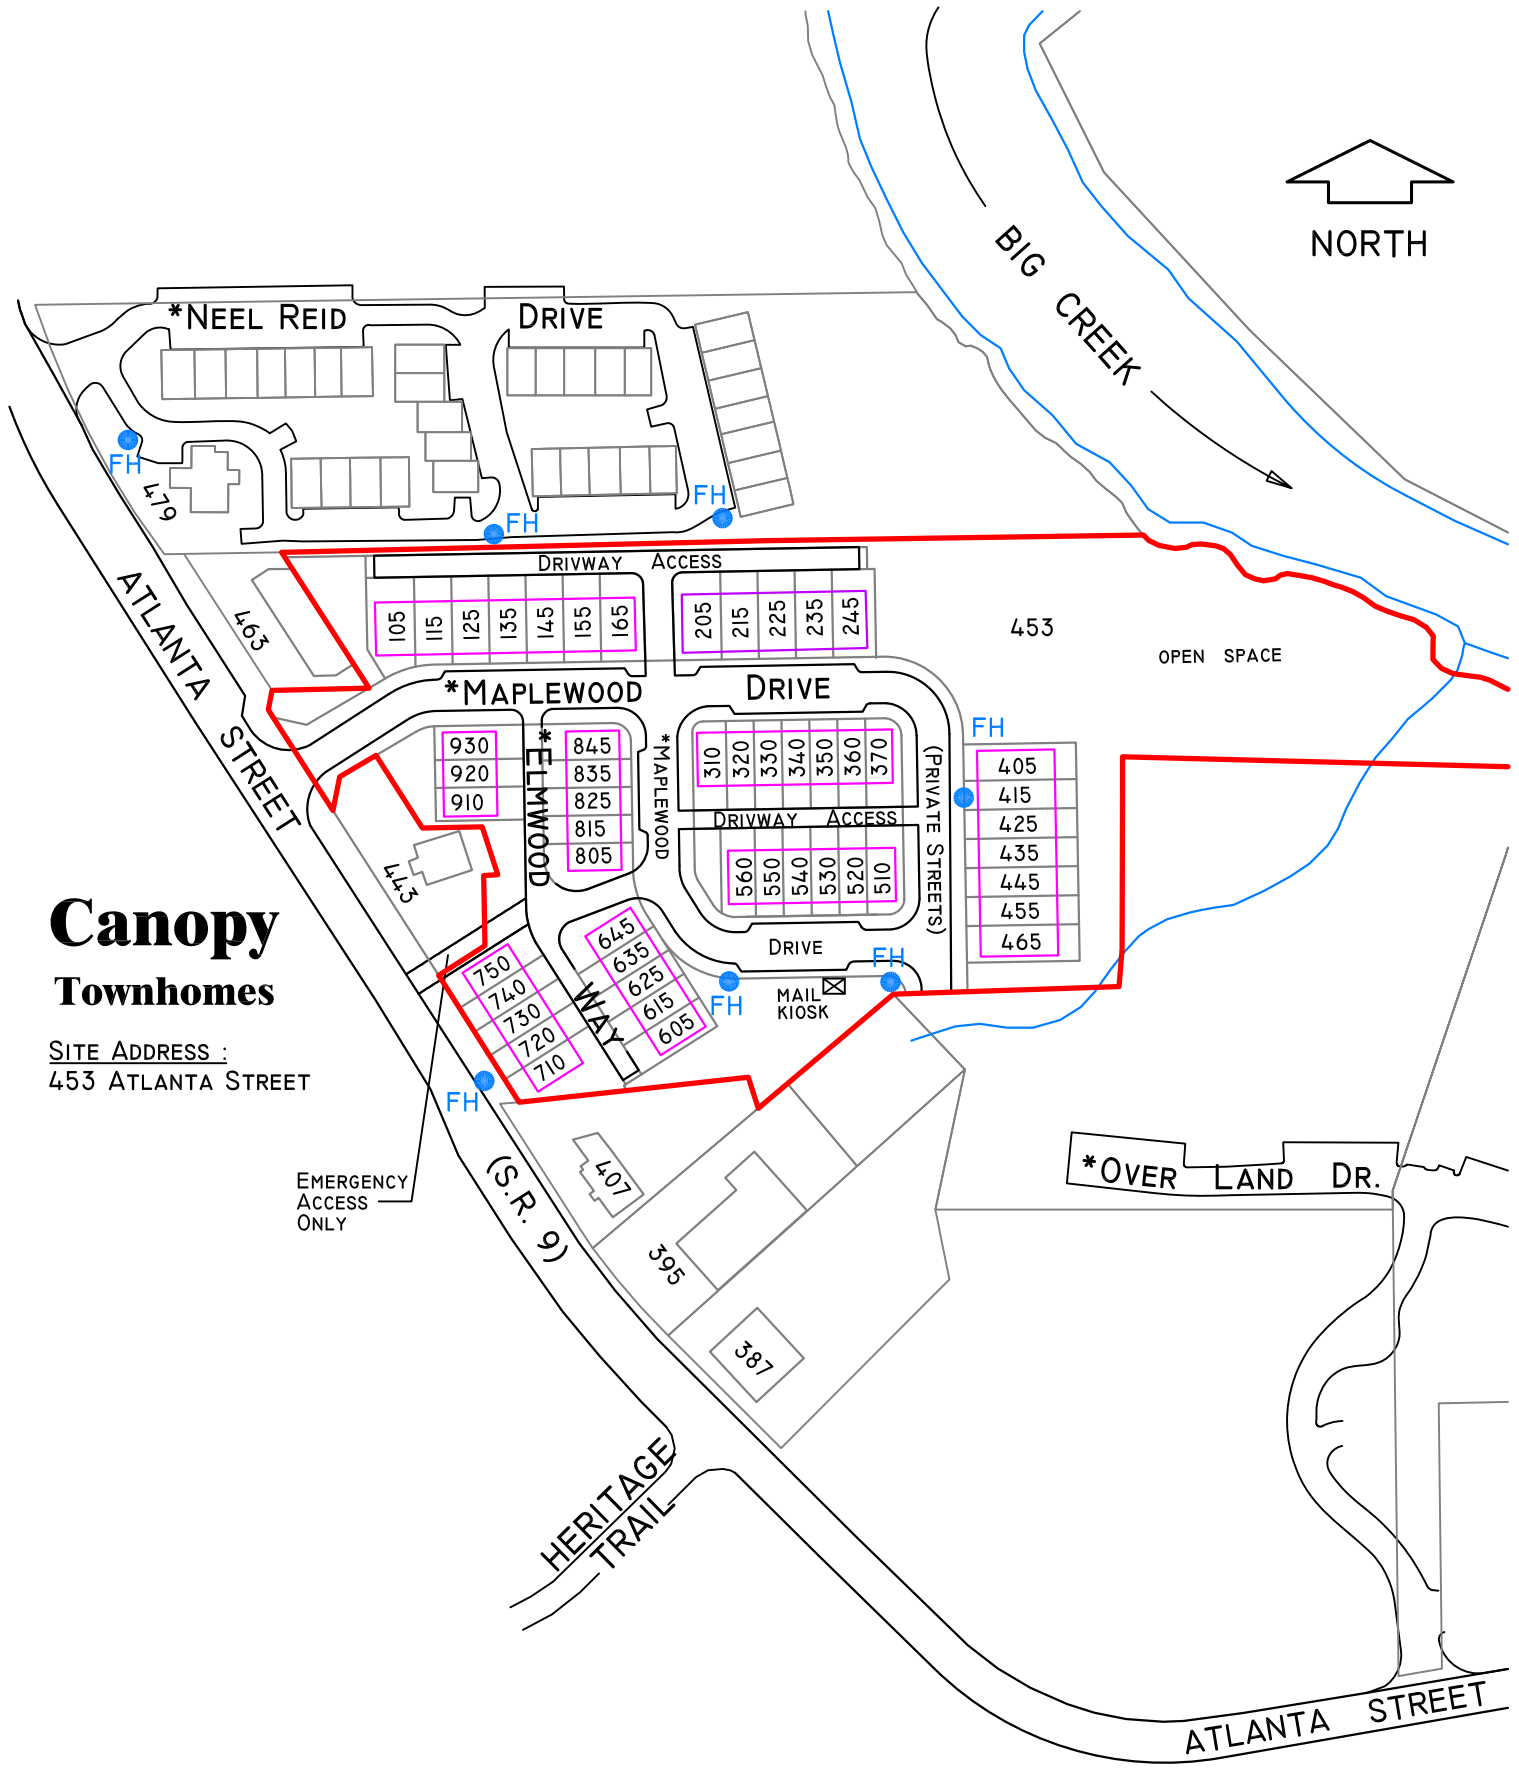 BIG CREEK
NORTH
*NEEL REID DRIVE
FH
479
FH
FH
DRIVWAY ACCESS
463
105 115 125 135 145 155 165
205 215 225 235 245
453
OPEN SPACE
ATLANTA STREET
*MAPLEWOOD DRIVE
FH
930
920
910
*ELMWOOD
845
835
825
815
805
*MAPLEWOOD
310 320 330 340 350 360 370
DRIVWAY ACCESS
560 550 540 530 520 510
(PRIVATE STREETS)
405
415
425
435
445
455
465
443
Canopy
Townhomes
SITE ADDRESS :
453 ATLANTA STREET
750
740
730
720
710
WAY
645
635
625
615
605
DRIVE
FH
MAIL
KIOSK
FH
FH
EMERGENCY
ACCESS
ONLY
(S.R. 9)
407
395
387
*OVER LAND DR.
HERITAGE
TRAIL
ATLANTA STREET